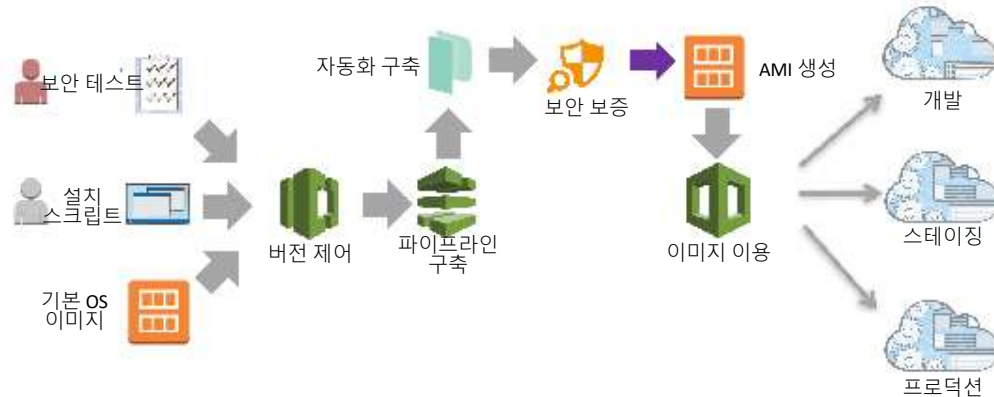 보안 테스트
설치
스크립트
기본 OS
이미지
버전 제어
파이프라인
구축
자동화 구축
보안 보증
AMI 생성
이미지 이용
개발
스테이징
프로덕션